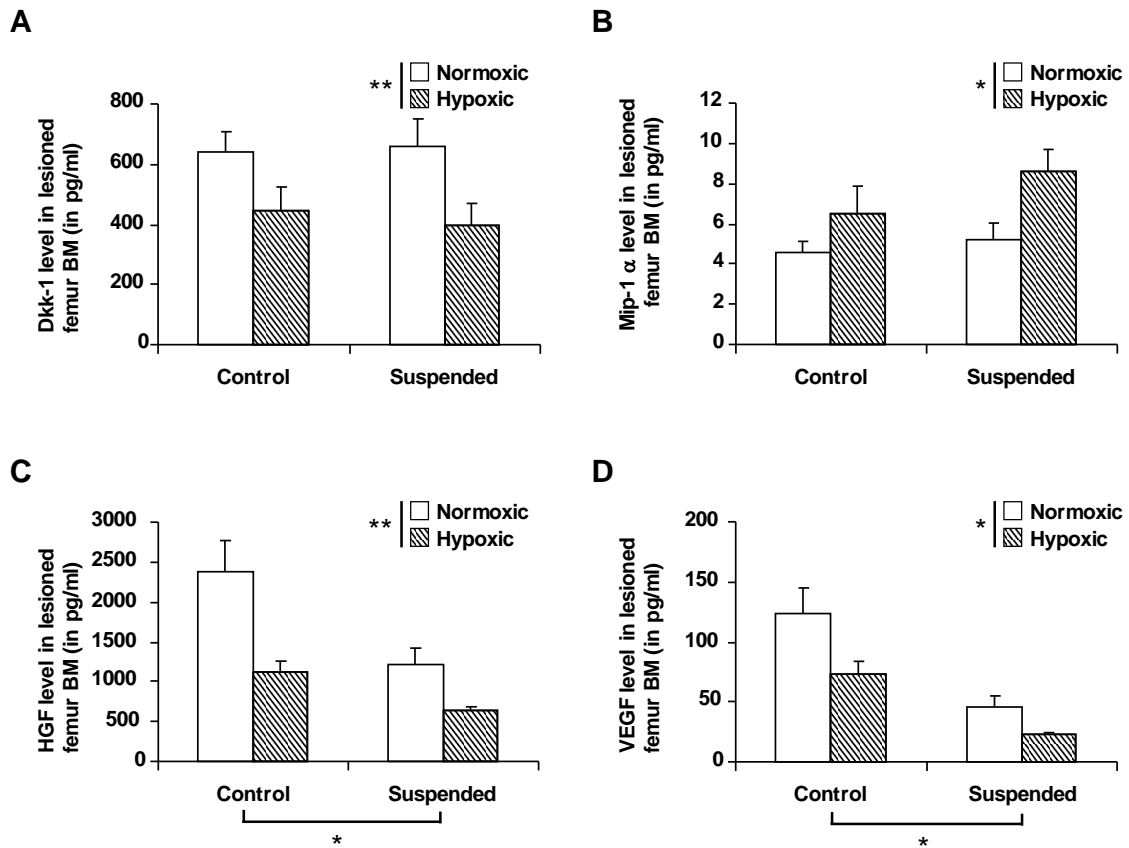 A
** Normoxic
Hypoxic
Dkk-1 level in lesioned
femur BM (in pg/ml)
800
600
400
200
0
Control Suspended
B
* Normoxic
Hypoxic
Mip-1 α level in lesioned
femur BM (in pg/ml)
12
10
8
6
4
2
0
Control Suspended
C
** Normoxic
Hypoxic
HGF level in lesioned
femur BM (in pg/ml)
3000
2500
2000
1500
1000
500
0
Control Suspended
*
D
* Normoxic
Hypoxic
VEGF level in lesioned
femur BM (in pg/ml)
200
150
100
50
0
Control Suspended
*